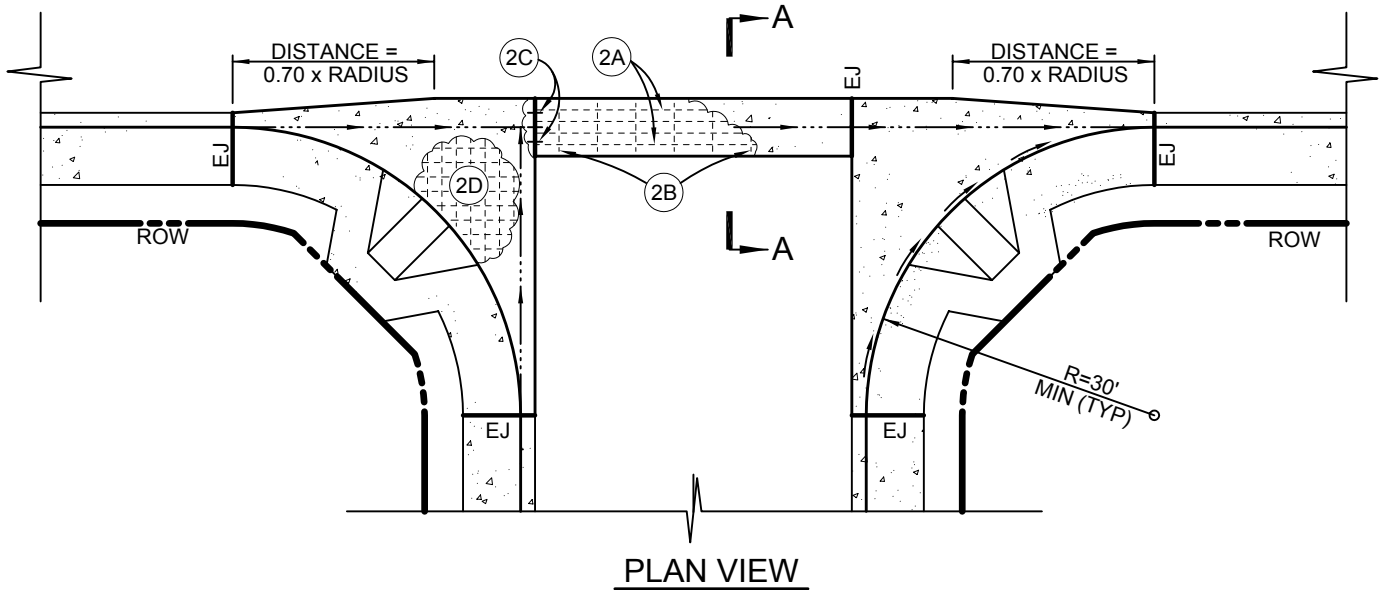 A
DISTANCE =
0.70 x RADIUS
2C
2A
EJ
DISTANCE =
0.70 x RADIUS
EJ
2D
2B
EJ
A
ROW
ROW
R=30'
MIN (TYP)
EJ
EJ
PLAN VIEW